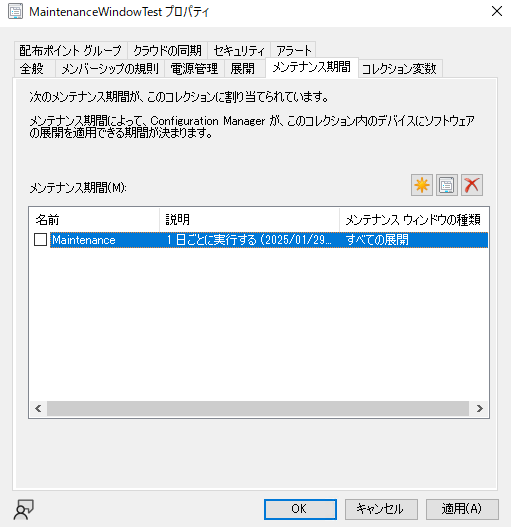 MaintenanceWindowTest プロパティ
配布ポイント グループ クラウドの同期 セキュリティ アラート
全般 メンバーシップの規則 電源管理 展開 メンテナンス期間 コレクション変数
次のメンテナンス期間が、このコレクションに割り当てられています。
メンテナンス期間によって、Configuration Manager が、このコレクション内のデバイスにソフトウェア
の展開を適用できる期間が決まります。
メンテナンス期間(M):
名前 説明 メンテナンス ウィンドウの種類
Maintenance 1 日ごとに実行する (2025/01/29... すべての展開
OK キャンセル 適用(A)